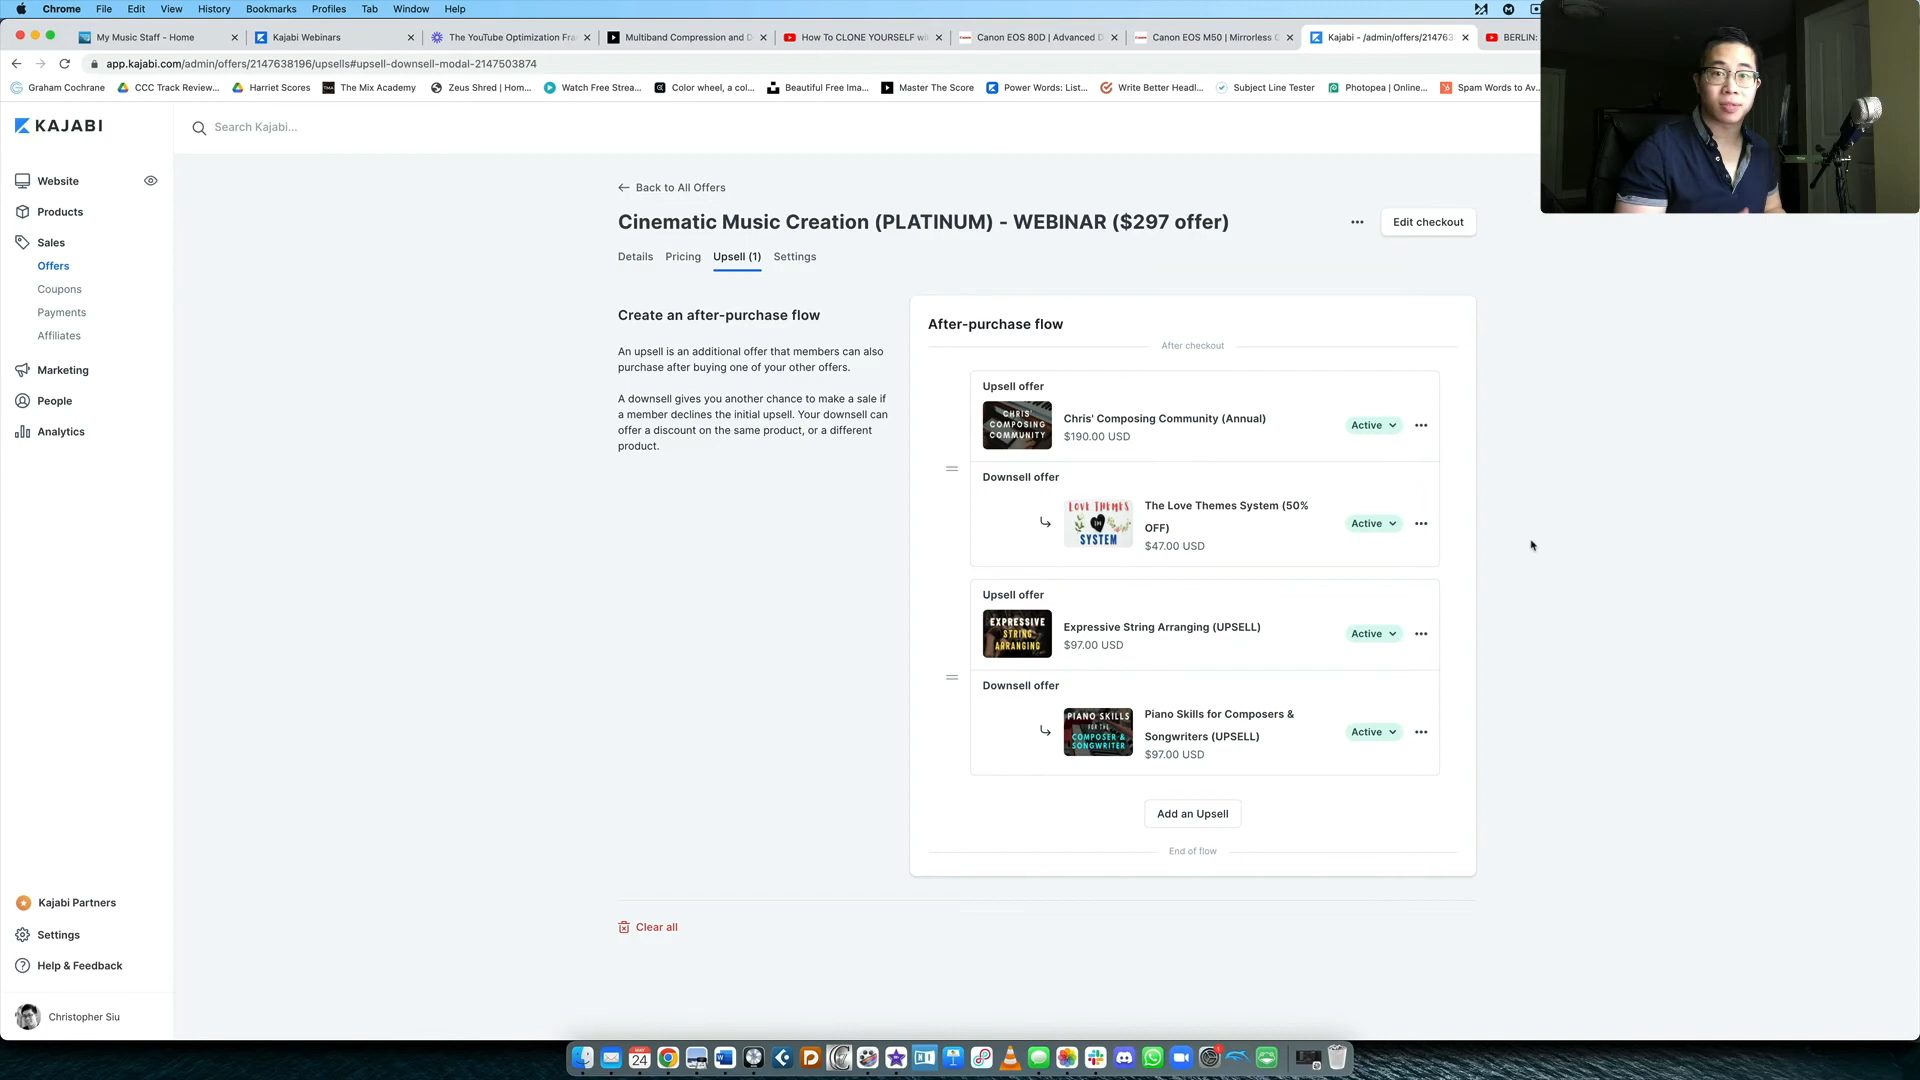 Chrome File Edit View History Bookmarks Profiles Tab Window Help
My Music Staff - Home
Kajabi Webinars
The YouTube Optimization Fra
Multiband Compression and D
How To CLONE YOURSELF wi
Canon EOS 80D | Advanced D
Canon EOS M50 | Mirrorless C
Kajabi - /admin/offers/2147638
BERLIN:
app.kajabi.com/admin/offers/2147638196/upsells#upsell-downsell-modal-2147503874
Graham Cochrane
CCC Track Review...
Harriet Scores
The Mix Academy
Zeus Shred | Hom...
Watch Free Strea...
Color wheel, a col...
Beautiful Free Ima...
Master The Score
Power Words: List...
Write Better Headl...
Subject Line Tester
Photopea | Online...
Spam Words to Av...
KAJABI
Search Kajabi...
Website
Products
Sales
Offers
Coupons
Payments
Affiliates
Marketing
People
Analytics
Kajabi Partners
Settings
Help & Feedback
Christopher Siu
Back to All Offers
Cinematic Music Creation (PLATINUM) - WEBINAR ($297 offer)
Edit checkout
Details Pricing Upsell (1) Settings
Create an after-purchase flow
An upsell is an additional offer that members can also
purchase after buying one of your other offers.
A downsell gives you another chance to make a sale if
a member declines the initial upsell. Your downsell can
offer a discount on the same product, or a different
product.
After-purchase flow
After checkout
Upsell offer
CHRIS'
COMPOSING
COMMUNITY
Chris' Composing Community (Annual)
$190.00 USD
Active
Downsell offer
LOVE THEMES
SYSTEM
The Love Themes System (50%
OFF)
$47.00 USD
Active
Upsell offer
EXPRESSIVE
STRING
ARRANGING
Expressive String Arranging (UPSELL)
$97.00 USD
Active
Downsell offer
PIANO SKILLS
FOR THE
COMPOSER &
SONGWRITER
Piano Skills for Composers &
Songwriters (UPSELL)
$97.00 USD
Active
Add an Upsell
End of flow
Clear all
MAY
24